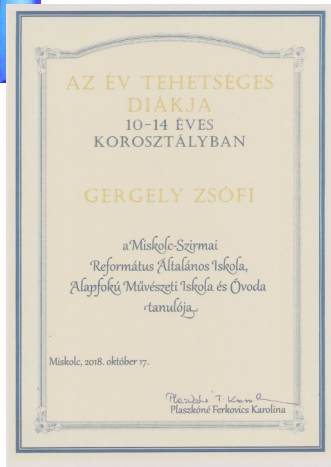 AZ ÉV TEHETSÉGES
DIÁKJA
10-14 ÉVES
KOROSZTÁLYBAN
GERGELY ZSÓFI
a Miskolc-Szirmai
Református Általános Iskola,
Alapfokú Művészeti Iskola és Óvoda
tanulója
Miskolc, 2018. október 17.
Plaszkóné Ferkovics Karolina